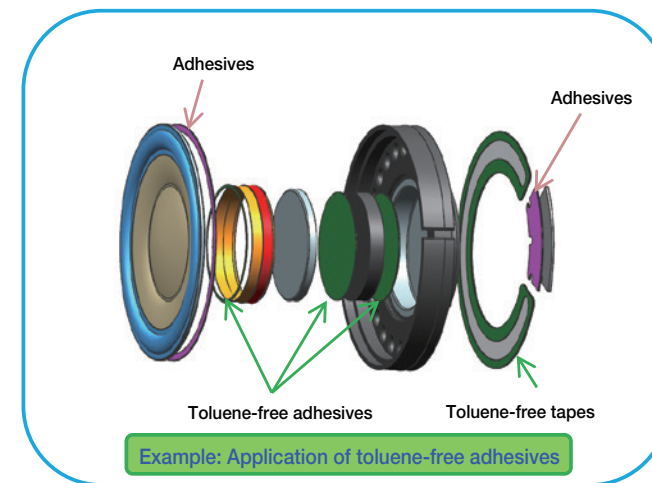 Adhesives
Adhesives
Toluene-free adhesives
Toluene-free tapes
Example: Application of toluene-free adhesives